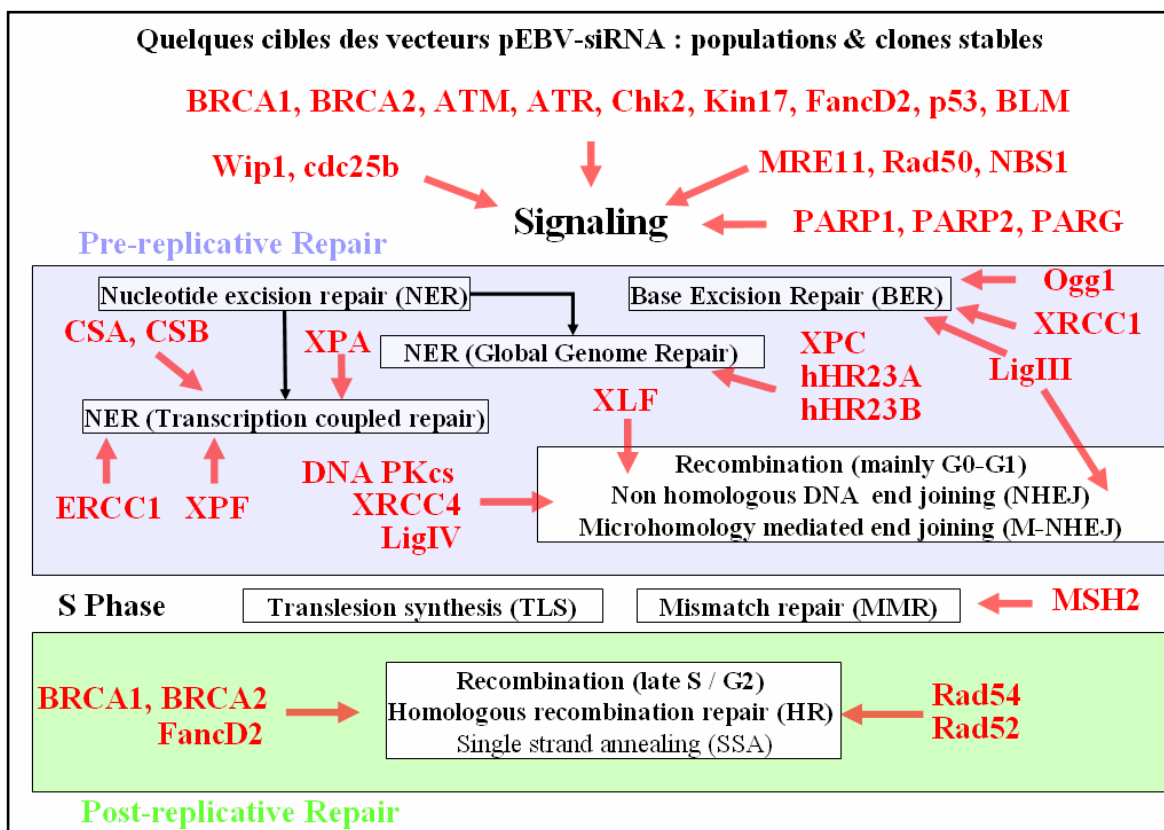 Quelques cibles des vecteurs pEBV-siRNA : populations & clones stables
BRCA1, BRCA2, ATM, ATR, Chk2, Kin17, FancD2, p53, BLM
Wip1, cdc25b
MRE11, Rad50, NBS1
Signaling
PARP1, PARP2, PARG
Pre-replicative Repair
Nucleotide excision repair (NER)
Base Excision Repair (BER)
Ogg1
XRCC1
CSA, CSB
XPA
NER (Global Genome Repair)
XPC
hHR23A
hHR23B
LigIII
NER (Transcription coupled repair)
XLF
ERCC1
XPF
DNA PKcs
XRCC4
LigIV
Recombination (mainly G0-G1)
Non homologous DNA end joining (NHEJ)
Microhomology mediated end joining (M-NHEJ)
S Phase
Translesion synthesis (TLS)
Mismatch repair (MMR)
MSH2
BRCA1, BRCA2
FancD2
Recombination (late S / G2)
Homologous recombination repair (HR)
Single strand annealing (SSA)
Rad54
Rad52
Post-replicative Repair